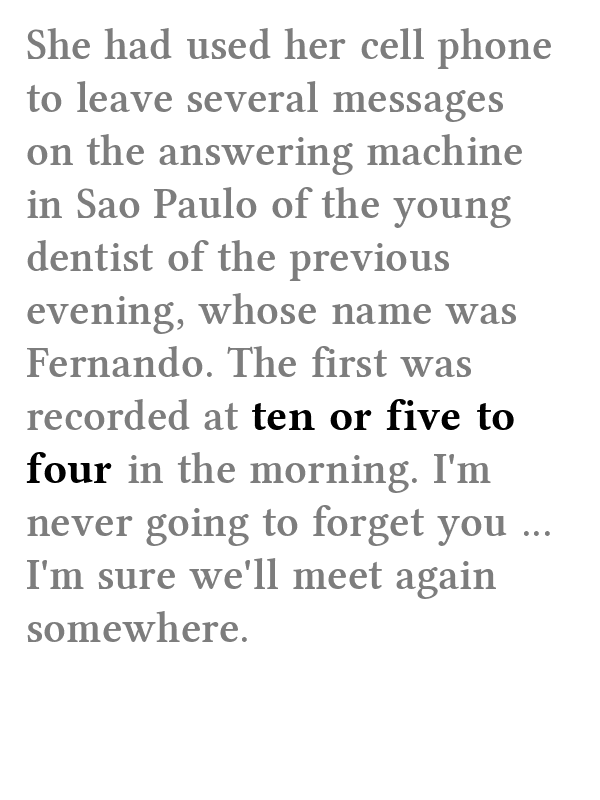 She had used her cell phone
to leave several messages
on the answering machine
in Sao Paulo of the young
dentist of the previous
evening, whose name was
Fernando. The first was
recorded at ten or five to
four in the morning. I'm
never going to forget you ...
I'm sure we'll meet again
somewhere.